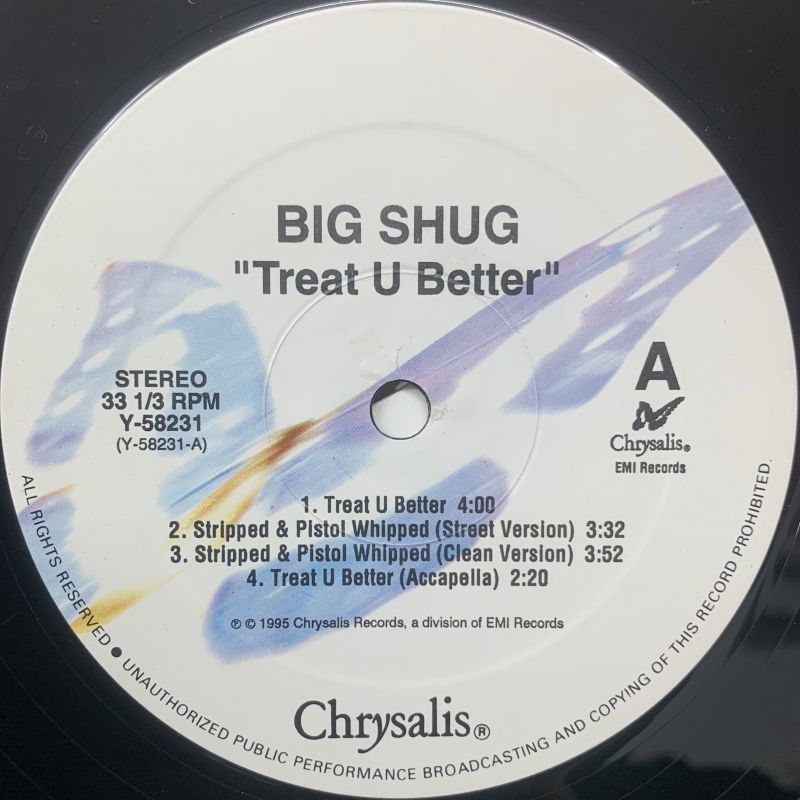 BIG SHUG
"Treat U Better"
STEREO
33 1/3 RPM
Y-58231
(Y-58231-A)
A
Chrysalis®
EMI Records
1. Treat U Better 4:00
2. Stripped & Pistol Whipped (Street Version) 3:32
3. Stripped & Pistol Whipped (Clean Version) 3:52
4. Treat U Better (Accapella) 2:20
℗ © 1995 Chrysalis Records, a division of EMI Records
Chrysalis®
ALL RIGHTS RESERVED ● UNAUTHORIZED PUBLIC PERFORMANCE BROADCASTING AND COPYING OF THIS RECORD PROHIBITED.